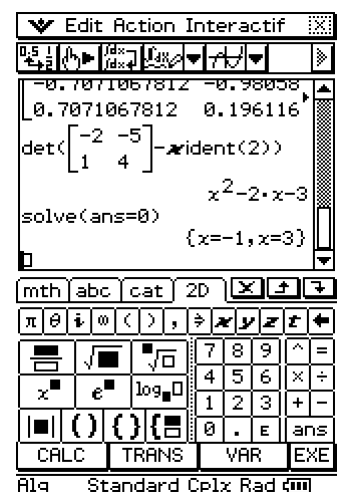 Edit Action Interactif
-0.7071067812 -0.98058
0.7071067812 0.196116
det([-2 -5
1 4]-xident(2))
x²-2·x-3
solve(ans=0)
{x=-1,x=3}
mth abc cat 2D
π θ i ∞ ( ) , ⇒ x y z t ←
√■ ■√□ 7 8 9 ^ =
x■ e■ log■□ 4 5 6 × ÷
1 2 3 + -
|■| () {} {■ 0 . E ans
CALC TRANS VAR EXE
Alg Standard Cplx Rad